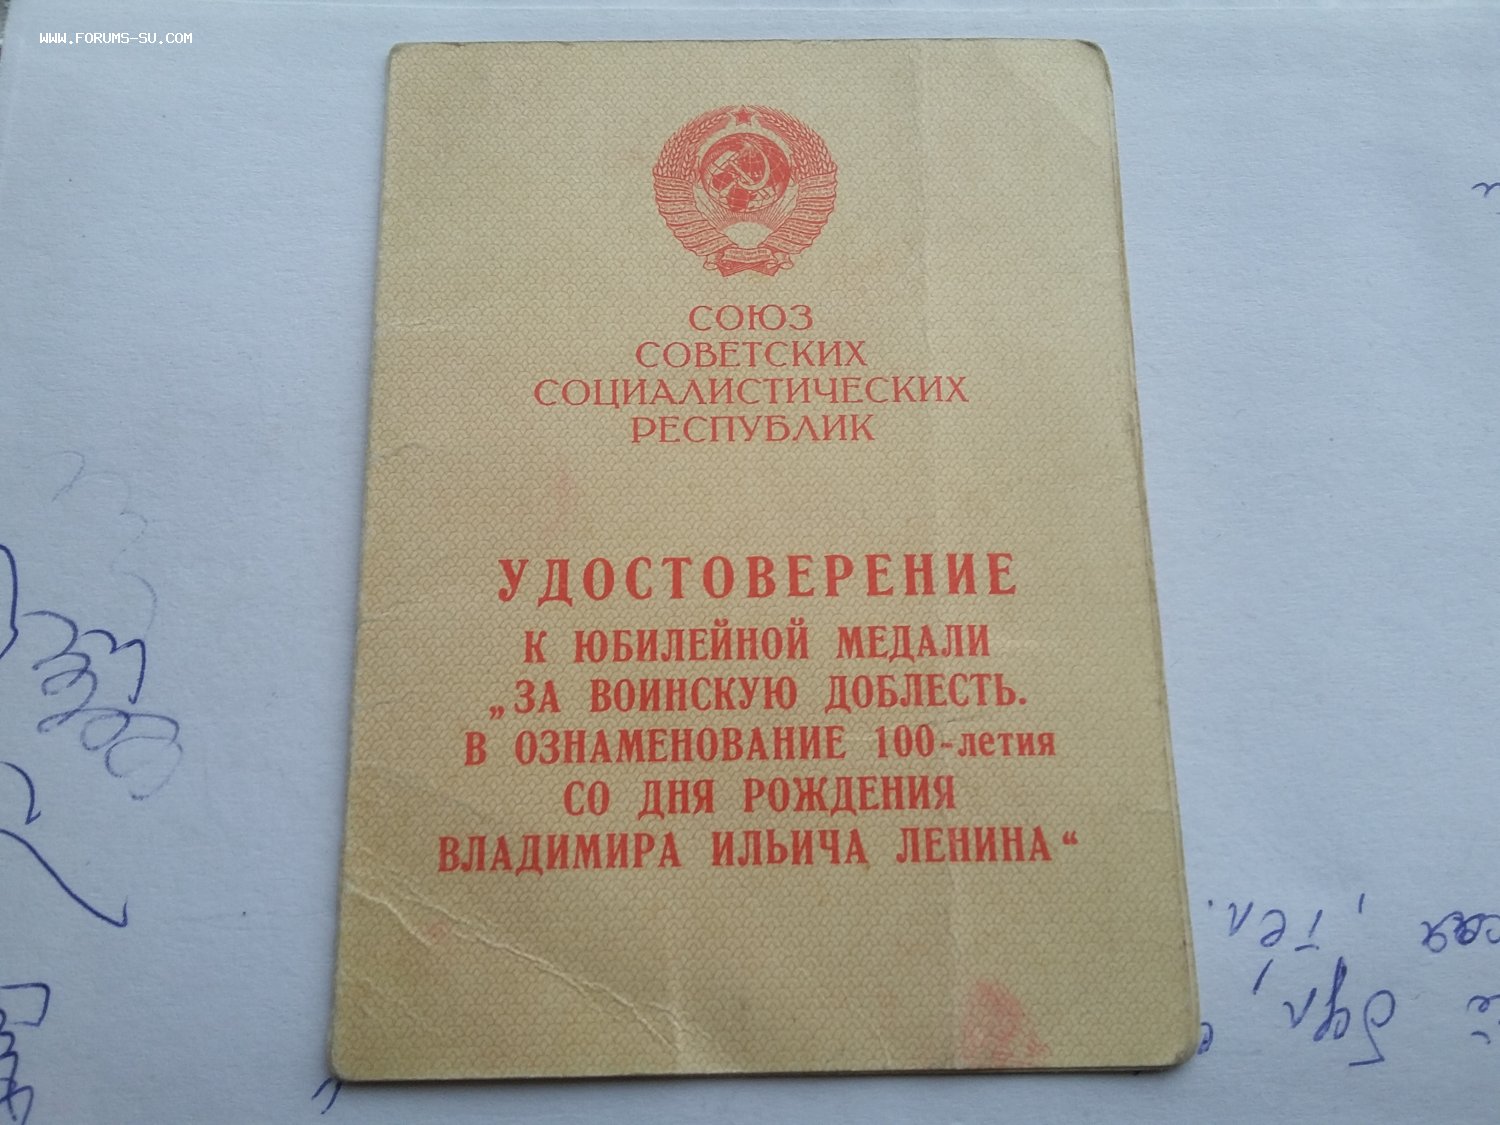 WWW.FORUMS-SU.COM
СОЮЗ
СОВЕТСКИХ
СОЦИАЛИСТИЧЕСКИХ
РЕСПУБЛИК
УДОСТОВЕРЕНИЕ
К ЮБИЛЕЙНОЙ МЕДАЛИ
„ЗА ВОИНСКУЮ ДОБЛЕСТЬ.
В ОЗНАМЕНОВАНИЕ 100-летия
СО ДНЯ РОЖДЕНИЯ
ВЛАДИМИРА ИЛЬИЧА ЛЕНИНА“
тел.